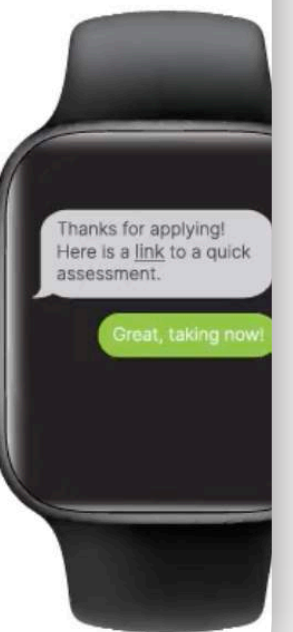 Thanks for applying!
Here is a link to a quick
assessment.
Great, taking now!